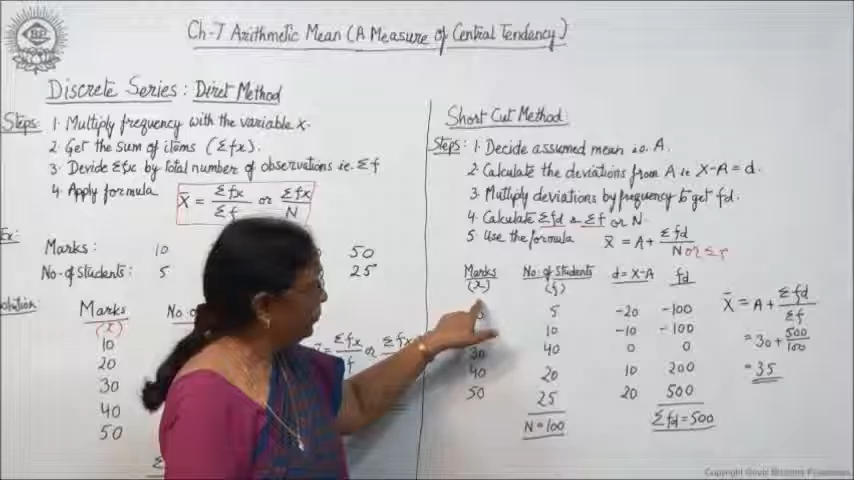 Ch-7 Arithmetic Mean (A Measure of Central Tendency)
Discrete Series: Diret Method
Steps: 1. Multiply frequency with the variable X.
2. Get the sum of items (Σfx).
3. Devide Σfx by total number of observations i.e. Σf
4. Apply formula X̄ = Σfx/Σf or Σfx/N
Ex:
Marks: 10 50
No. of Students: 5 25
Marks No.
(x)
10
20
30
40
50
= Σfx/f or Σfx
Short Cut Method
Steps: 1. Decide assumed mean i.e. A.
2. Calculate the deviations from A i.e X-A = d.
3. Multiply deviations by frequency to get fd.
4. Calculate Σfd & Σf or N.
5. Use the formula X̄ = A + Σfd/N or Σf
Marks No. of Students d = X-A fd
(x) (f)
5 -20 -100
10 -10 -100
30 40 0 0
40 20 10 200
50 25 20 500
N = 100 Σfd = 500
X̄ = A + Σfd/Σf
= 30 + 500/100
= 35